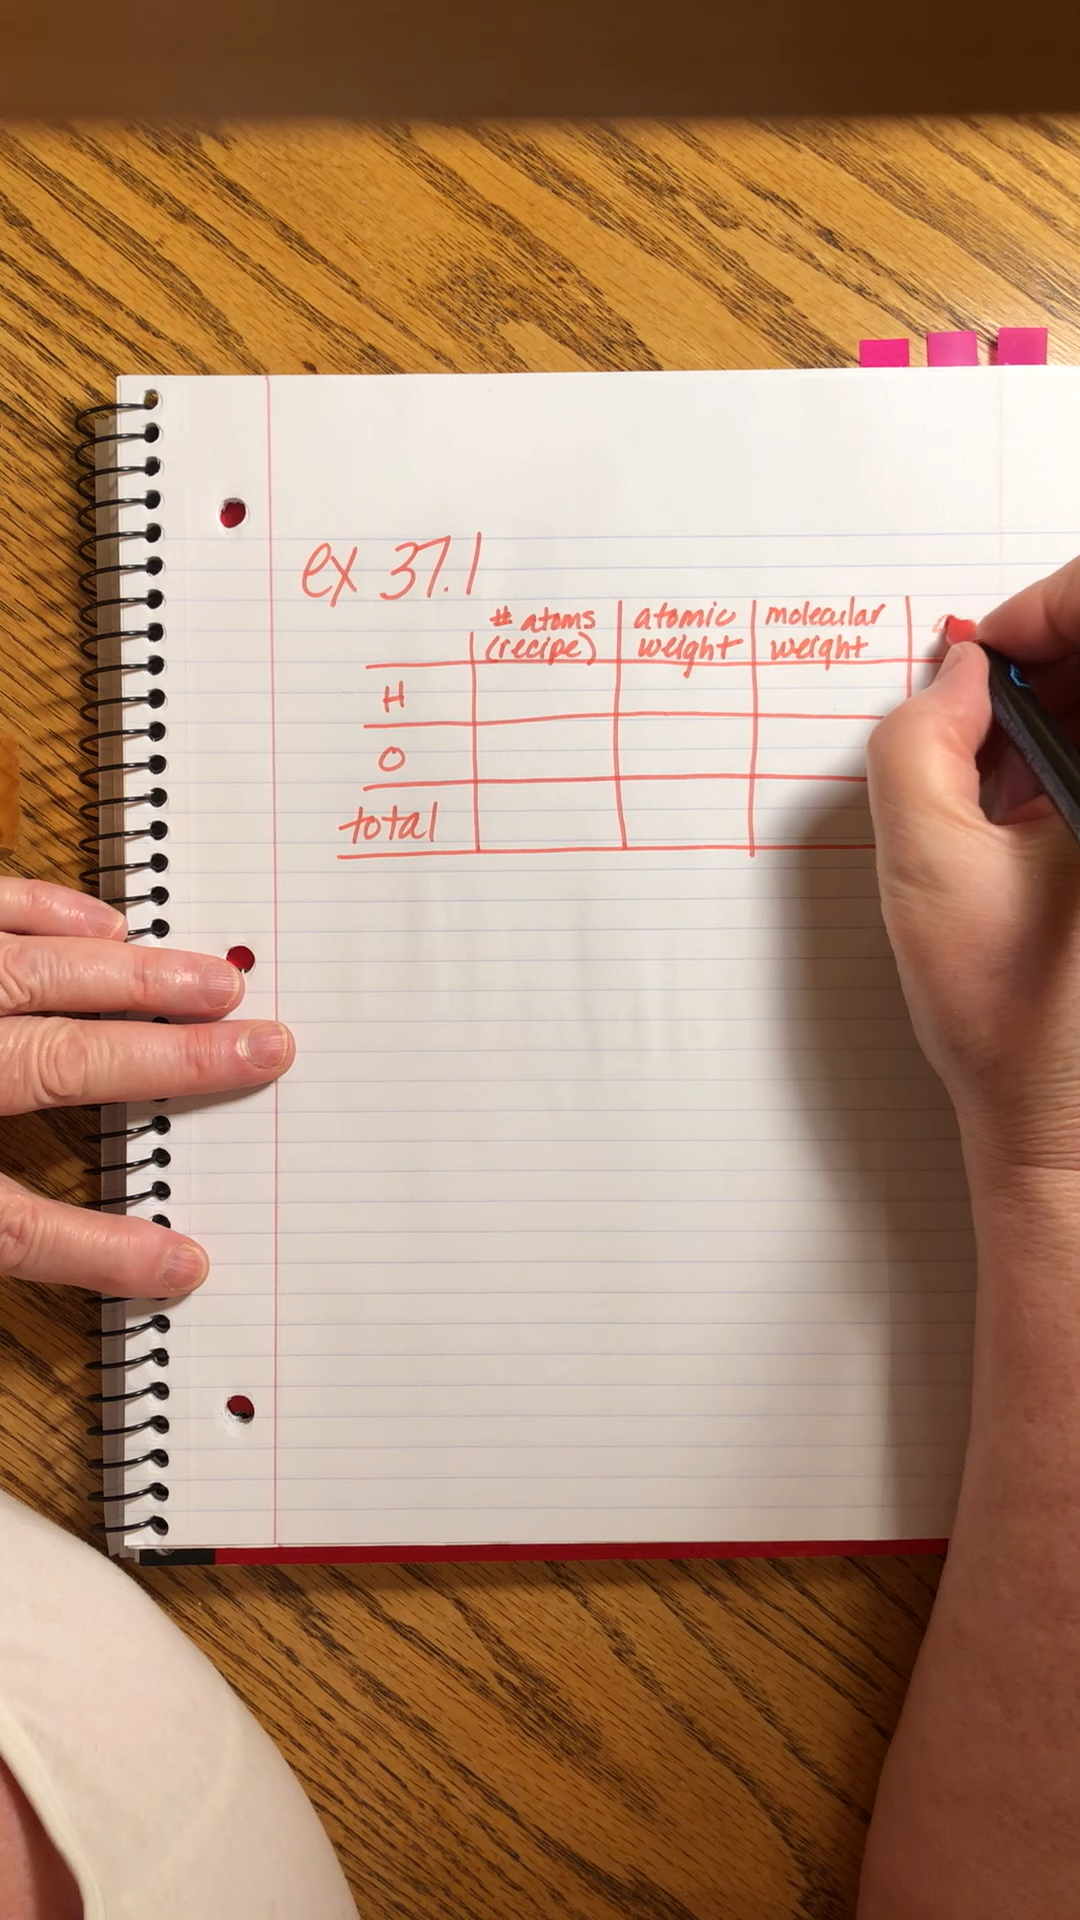 ex 37.1
# atoms atomic molecular
(recipe) weight weight
H
O
total